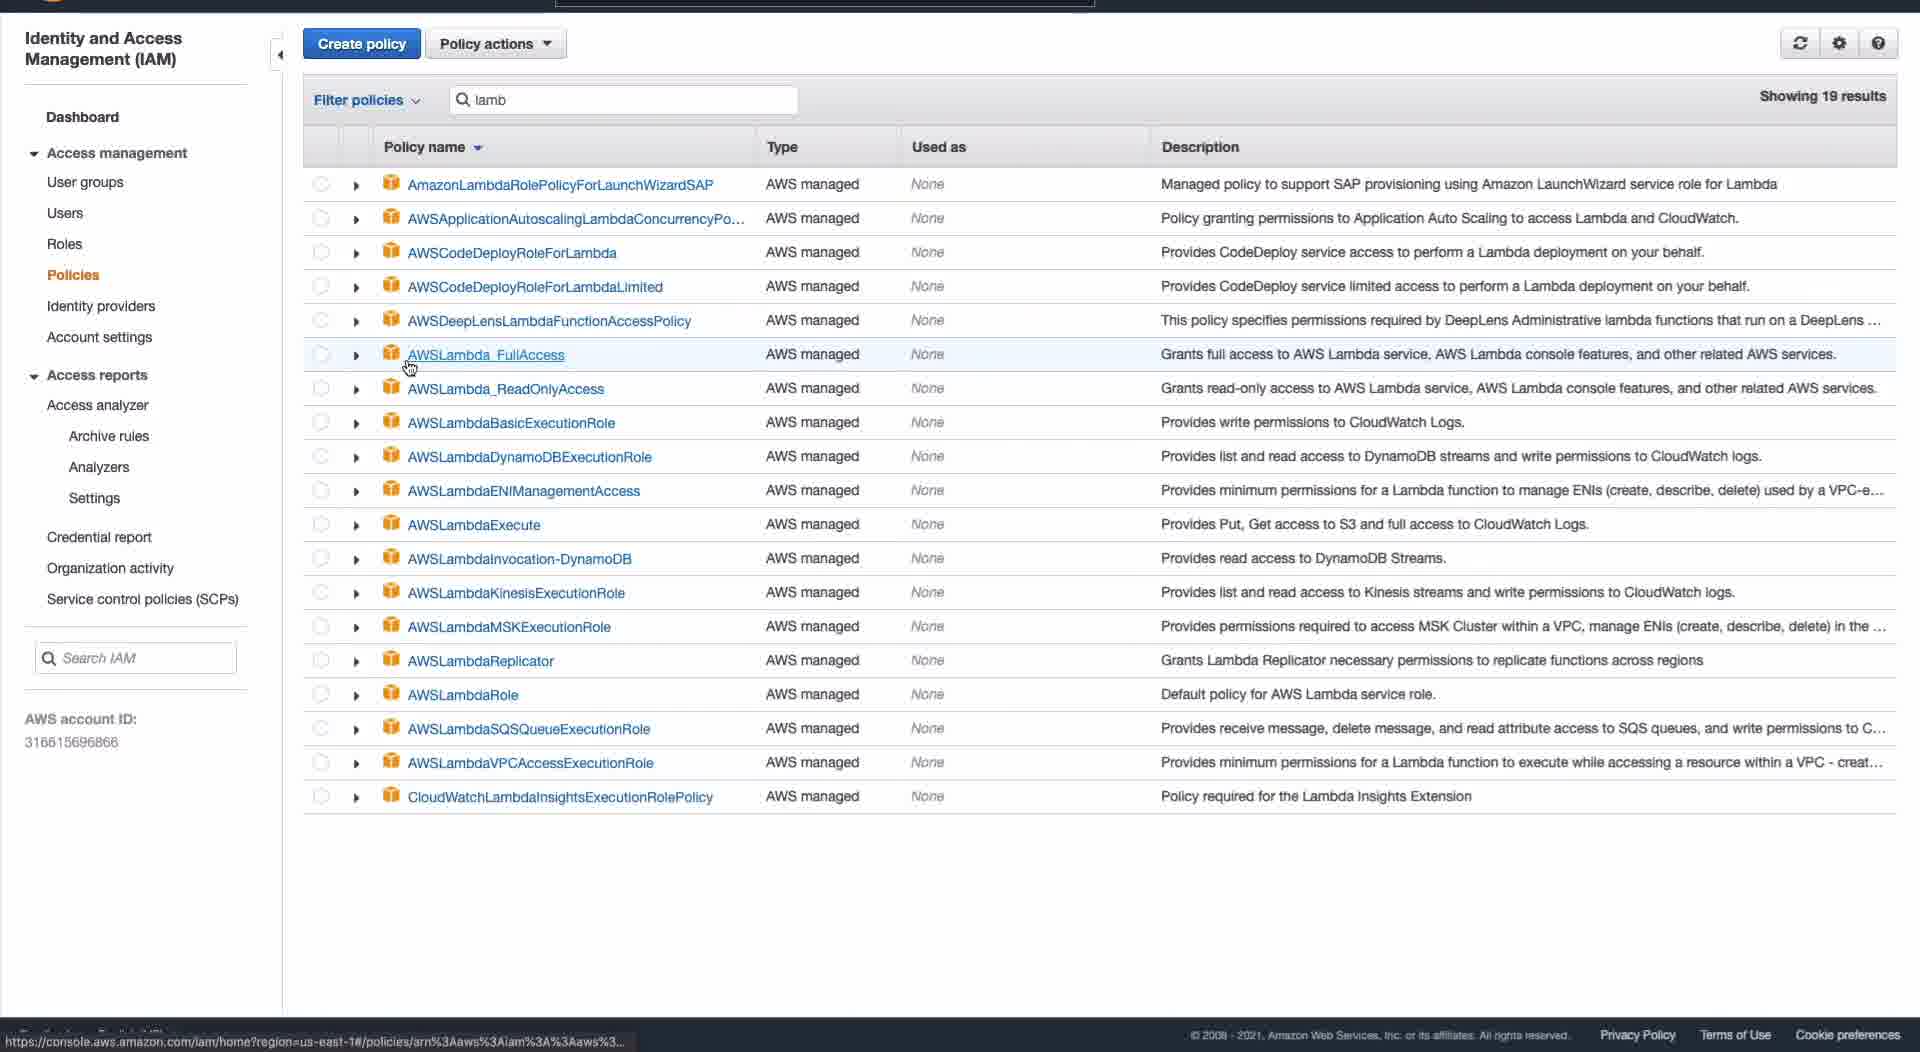 Identity and Access
Management (IAM)
Create policy
Policy actions
Filter policies
lamb
Showing 19 results
Dashboard
Access management
User groups
Users
Roles
Policies
Identity providers
Account settings
Access reports
Access analyzer
Archive rules
Analyzers
Settings
Credential report
Organization activity
Service control policies (SCPs)
Search IAM
AWS account ID:
316615696866
Policy name Type Used as Description
AmazonLambdaRolePolicyForLaunchWizardSAP AWS managed None Managed policy to support SAP provisioning using Amazon LaunchWizard service role for Lambda
AWSApplicationAutoscalingLambdaConcurrencyPo... AWS managed None Policy granting permissions to Application Auto Scaling to access Lambda and CloudWatch.
AWSCodeDeployRoleForLambda AWS managed None Provides CodeDeploy service access to perform a Lambda deployment on your behalf.
AWSCodeDeployRoleForLambdaLimited AWS managed None Provides CodeDeploy service limited access to perform a Lambda deployment on your behalf.
AWSDeepLensLambdaFunctionAccessPolicy AWS managed None This policy specifies permissions required by DeepLens Administrative lambda functions that run on a DeepLens ...
AWSLambda_FullAccess AWS managed None Grants full access to AWS Lambda service, AWS Lambda console features, and other related AWS services.
AWSLambda_ReadOnlyAccess AWS managed None Grants read-only access to AWS Lambda service, AWS Lambda console features, and other related AWS services.
AWSLambdaBasicExecutionRole AWS managed None Provides write permissions to CloudWatch Logs.
AWSLambdaDynamoDBExecutionRole AWS managed None Provides list and read access to DynamoDB streams and write permissions to CloudWatch logs.
AWSLambdaENIManagementAccess AWS managed None Provides minimum permissions for a Lambda function to manage ENIs (create, describe, delete) used by a VPC-e...
AWSLambdaExecute AWS managed None Provides Put, Get access to S3 and full access to CloudWatch Logs.
AWSLambdaInvocation-DynamoDB AWS managed None Provides read access to DynamoDB Streams.
AWSLambdaKinesisExecutionRole AWS managed None Provides list and read access to Kinesis streams and write permissions to CloudWatch logs.
AWSLambdaMSKExecutionRole AWS managed None Provides permissions required to access MSK Cluster within a VPC, manage ENIs (create, describe, delete) in the ...
AWSLambdaReplicator AWS managed None Grants Lambda Replicator necessary permissions to replicate functions across regions
AWSLambdaRole AWS managed None Default policy for AWS Lambda service role.
AWSLambdaSQSQueueExecutionRole AWS managed None Provides receive message, delete message, and read attribute access to SQS queues, and write permissions to C...
AWSLambdaVPCAccessExecutionRole AWS managed None Provides minimum permissions for a Lambda function to execute while accessing a resource within a VPC - creat...
CloudWatchLambdaInsightsExecutionRolePolicy AWS managed None Policy required for the Lambda Insights Extension
https://console.aws.amazon.com/iam/home?region=us-east-1#/policies/arn%3Aaws%3Aiam%3A%3Aaws%3...
© 2008 - 2021, Amazon Web Services, Inc. or its affiliates. All rights reserved. Privacy Policy Terms of Use Cookie preferences